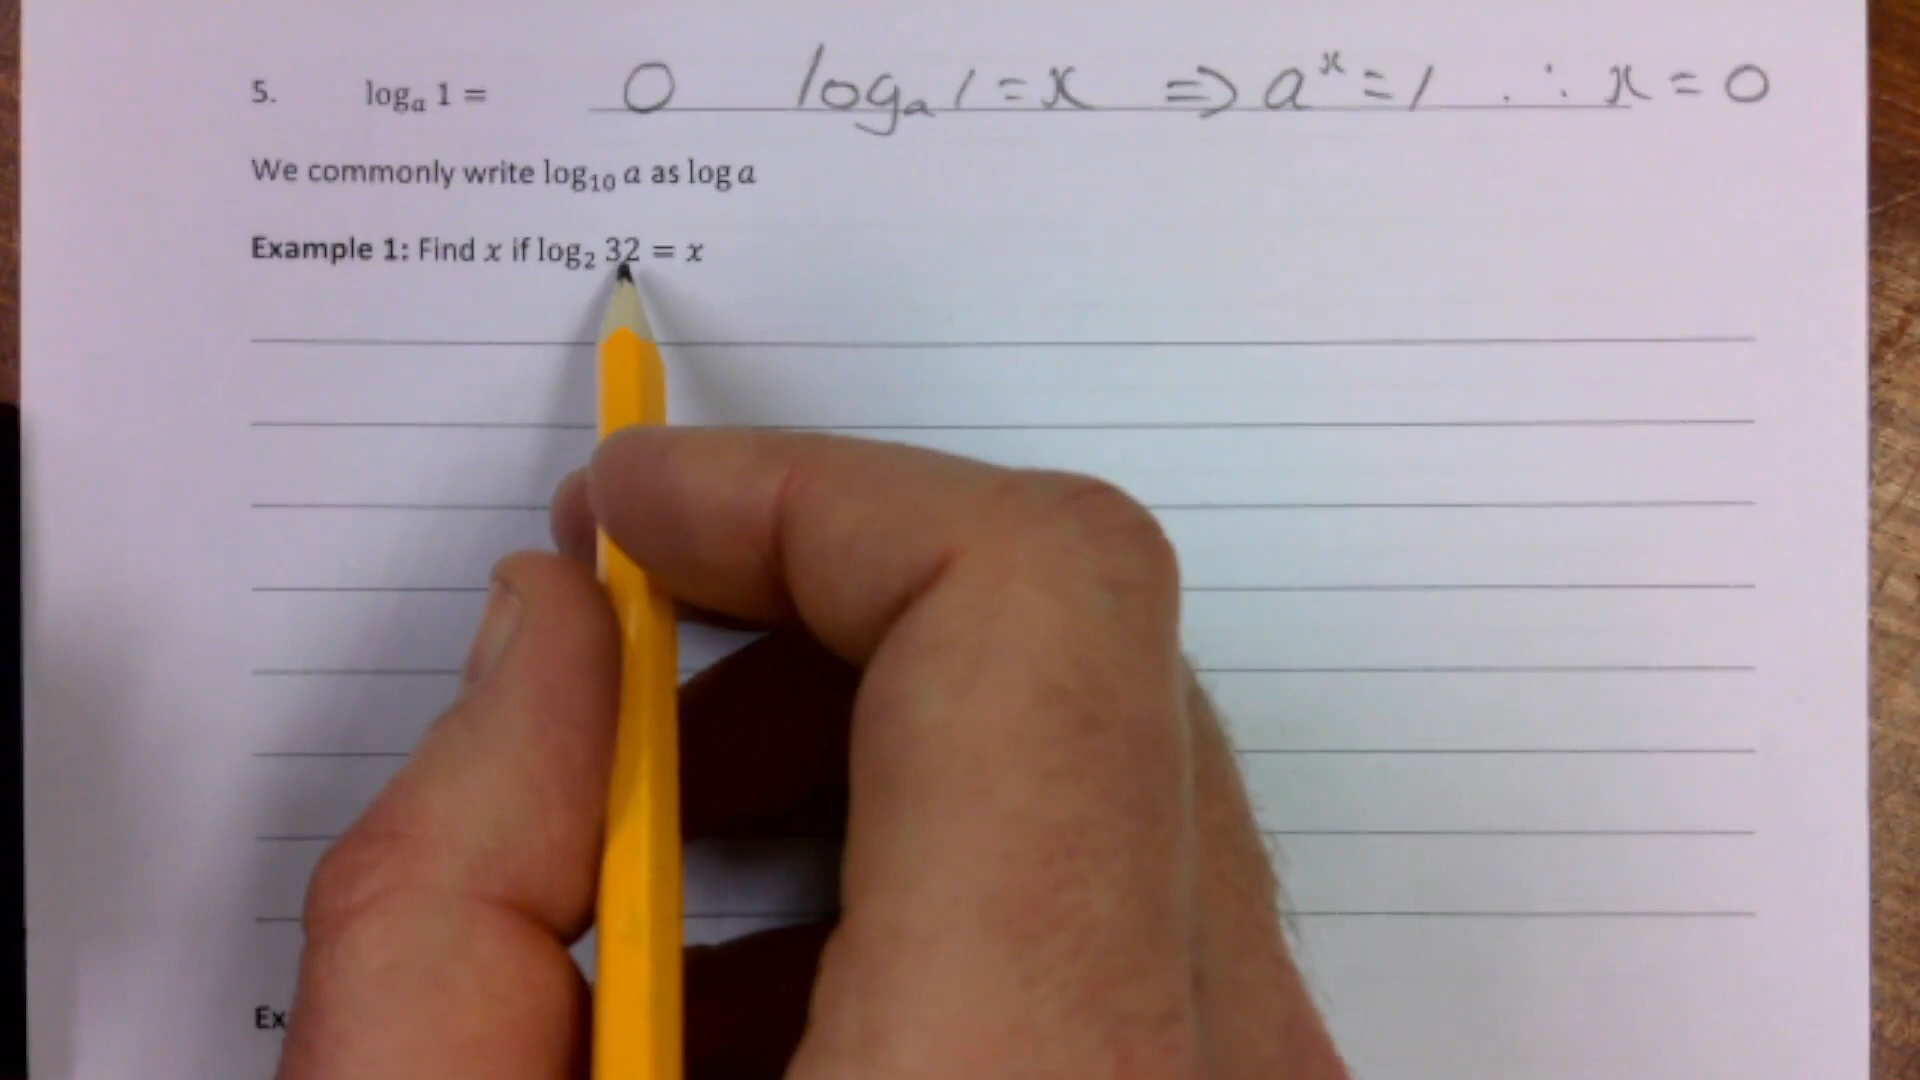 5. logₐ 1 = 0 logₐ 1 = x ⇒ aˣ = 1 ∴ x = 0
We commonly write log₁₀ a as log a
Example 1: Find x if log₂ 32 = x